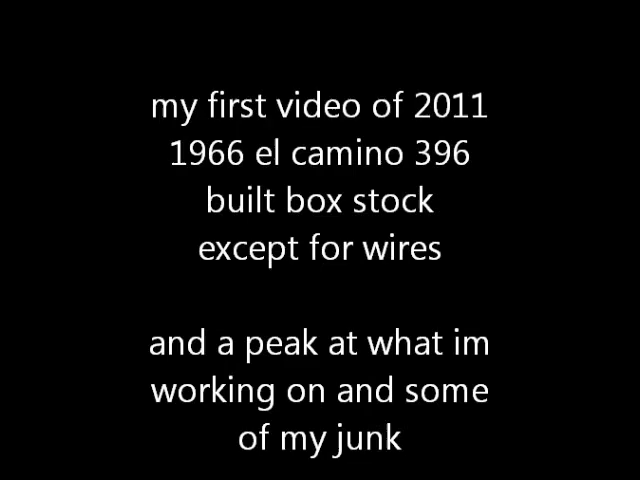 my first video of 2011
1966 el camino 396
built box stock
except for wires
and a peak at what im
working on and some
of my junk